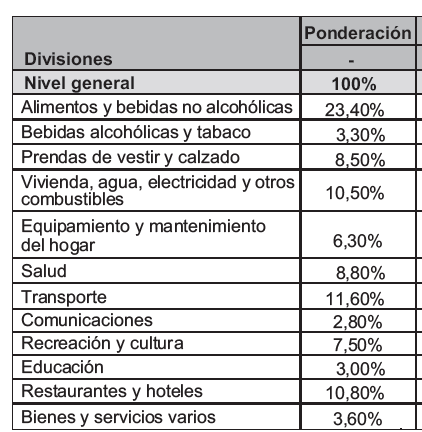 Ponderación
Divisiones -
Nivel general 100%
Alimentos y bebidas no alcohólicas 23,40%
Bebidas alcohólicas y tabaco 3,30%
Prendas de vestir y calzado 8,50%
Vivienda, agua, electricidad y otros
combustibles 10,50%
Equipamiento y mantenimiento
del hogar 6,30%
Salud 8,80%
Transporte 11,60%
Comunicaciones 2,80%
Recreación y cultura 7,50%
Educación 3,00%
Restaurantes y hoteles 10,80%
Bienes y servicios varios 3,60%